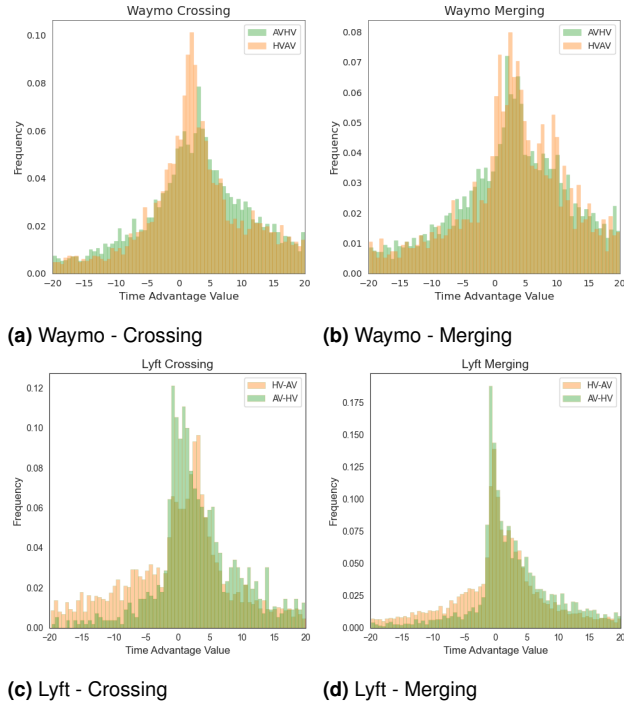 Waymo Crossing
AVHV
HVAV
Frequency
0.10
0.08
0.06
0.04
0.02
0.00
−20 −15 −10 −5 0 5 10 15 20
Time Advantage Value
(a) Waymo - Crossing
Waymo Merging
AVHV
HVAV
Frequency
0.08
0.07
0.06
0.05
0.04
0.03
0.02
0.01
0.00
−20 −15 −10 −5 0 5 10 15 20
Time Advantage Value
(b) Waymo - Merging
Lyft Crossing
HV-AV
AV-HV
Frequency
0.12
0.10
0.08
0.06
0.04
0.02
0.00
−20 −15 −10 −5 0 5 10 15 20
Time Advantage Value
(c) Lyft - Crossing
Lyft Merging
HV-AV
AV-HV
Frequency
0.175
0.150
0.125
0.100
0.075
0.050
0.025
0.000
−20 −15 −10 −5 0 5 10 15 20
Time Advantage Value
(d) Lyft - Merging